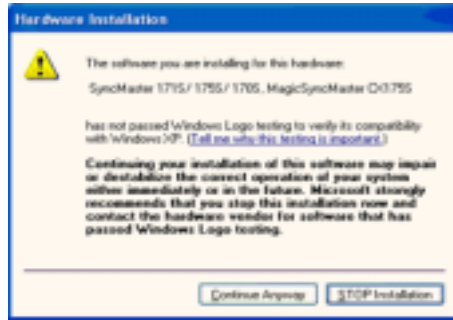 Hardware Installation
The software you are installing for this hardware:
SyncMaster 171S/ 175S/ 170S, MagicSyncMaster CX175S
has not passed Windows Logo testing to verify its compatibility
with Windows XP. (Tell me why this testing is important.)
Continuing your installation of this software may impair
or destabilize the correct operation of your system
either immediately or in the future. Microsoft strongly
recommends that you stop this installation now and
contact the hardware vendor for software that has
passed Windows Logo testing.
Continue Anyway
STOP Installation